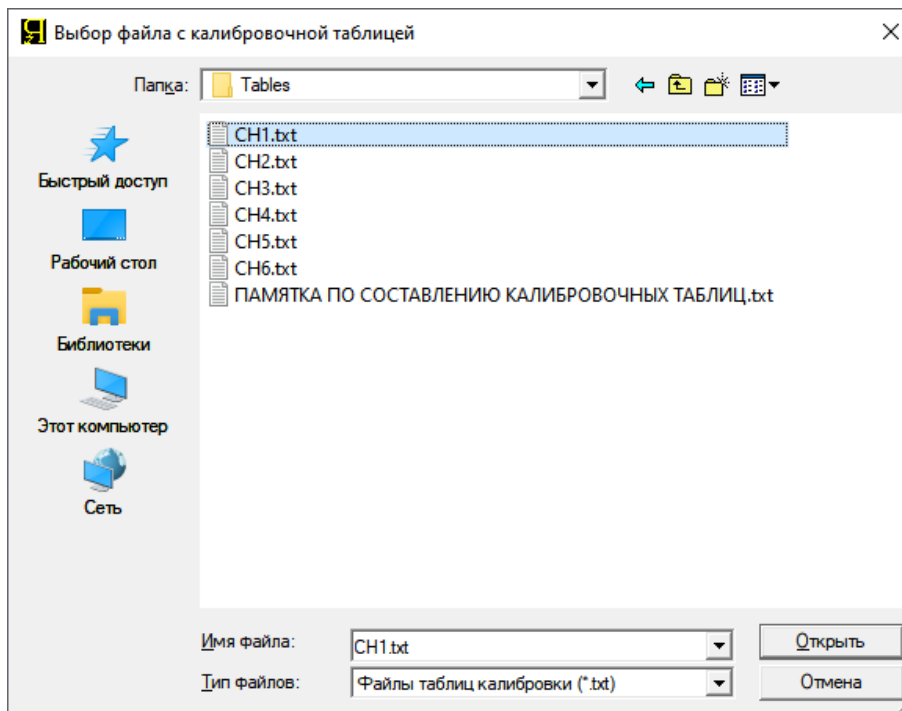 Выбор файла с калибровочной таблицей
Папка:
Tables
Быстрый доступ
Рабочий стол
Библиотеки
Этот компьютер
Сеть
CH1.txt
CH2.txt
CH3.txt
CH4.txt
CH5.txt
CH6.txt
ПАМЯТКА ПО СОСТАВЛЕНИЮ КАЛИБРОВОЧНЫХ ТАБЛИЦ.txt
Имя файла:
CH1.txt
Открыть
Тип файлов:
Файлы таблиц калибровки (*.txt)
Отмена